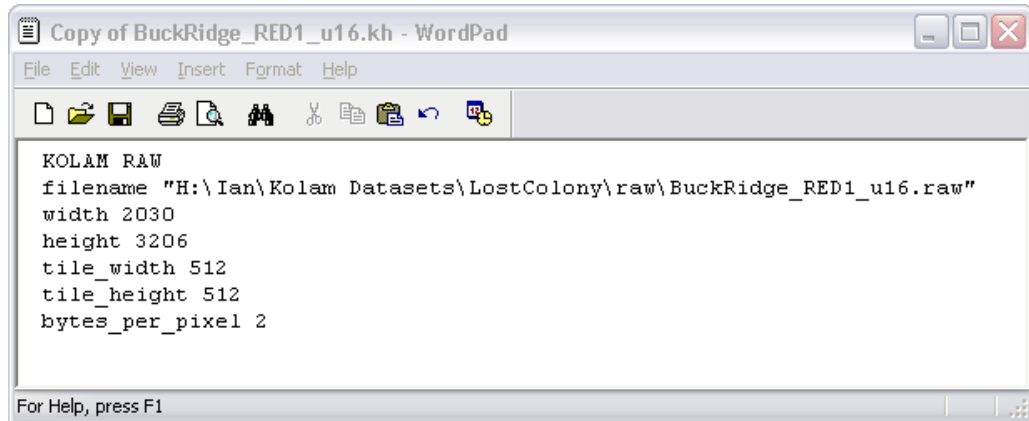 Copy of BuckRidge_RED1_u16.kh - WordPad
File Edit View Insert Format Help
KOLAM RAW
filename "H:\Ian\Kolam Datasets\LostColony\raw\BuckRidge_RED1_u16.raw"
width 2030
height 3206
tile_width 512
tile_height 512
bytes_per_pixel 2
For Help, press F1